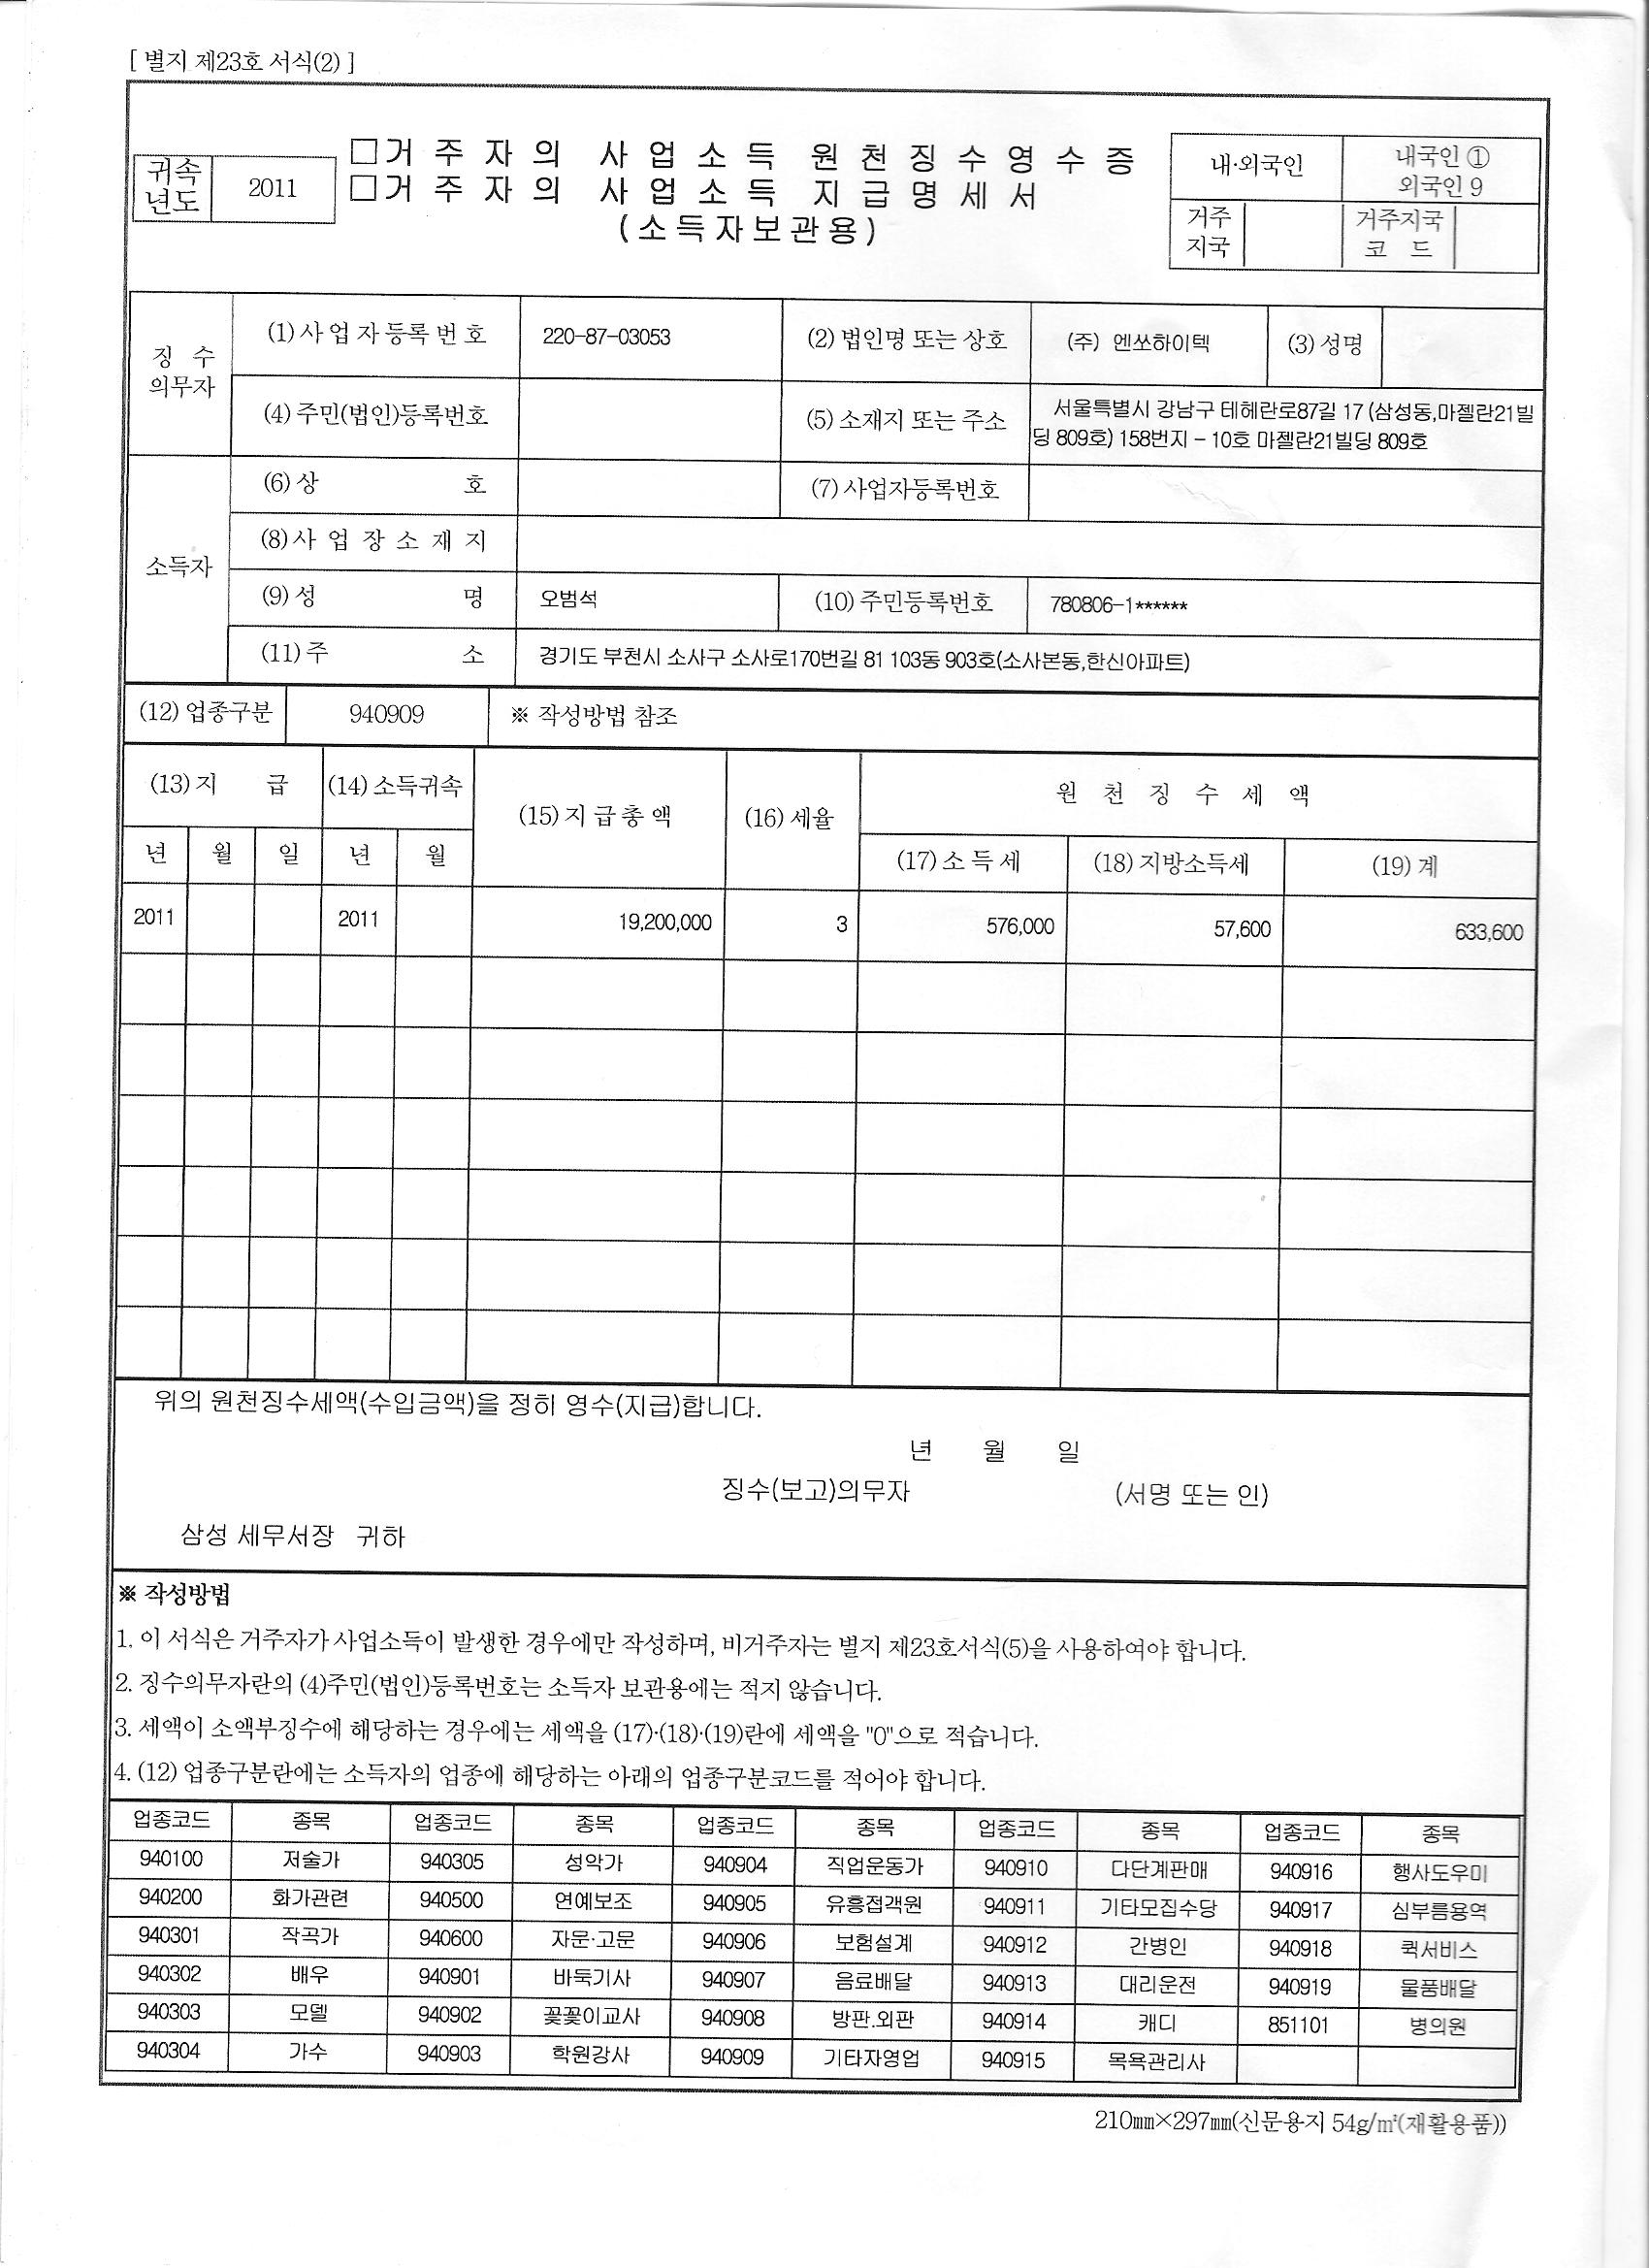 [ 별지 제23호 서식(2) ]
귀속
년도
2011
□거 주 자 의 사 업 소 득 원 천 징 수 영 수 증
□거 주 자 의 사 업 소 득 지 급 명 세 서
(소득자보관용)
내·외국인
내국인 ①
외국인 9
거주
지국
거주지국
코 드
징 수
의무자
(1) 사 업 자 등 록 번 호 220-87-03053 (2) 법인명 또는 상호 (주) 엔쏘하이텍 (3) 성명
(4) 주민(법인)등록번호 (5) 소재지 또는 주소 서울특별시 강남구 테헤란로87길 17 (삼성동,마젤란21빌
딩 809호) 158번지 - 10호 마젤란21빌딩 809호
소득자
(6) 상 호 (7) 사업자등록번호
(8) 사 업 장 소 재 지
(9) 성 명 오범석 (10) 주민등록번호 780806-1******
(11) 주 소 경기도 부천시 소사구 소사로170번길 81 103동 903호(소사본동,한신아파트)
(12) 업종구분 940909 ※ 작성방법 참조
(13) 지 급 (14) 소득귀속 (15) 지 급 총 액 (16) 세율 원 천 징 수 세 액
년 월 일 년 월 (17) 소 득 세 (18) 지방소득세 (19) 계
2011 2011 19,200,000 3 576,000 57,600 633,600
위의 원천징수세액(수입금액)을 정히 영수(지급)합니다.
년 월 일
징수(보고)의무자 (서명 또는 인)
삼성 세무서장 귀하
※ 작성방법
1. 이 서식은 거주자가 사업소득이 발생한 경우에만 작성하며, 비거주자는 별지 제23호서식(5)을 사용하여야 합니다.
2. 징수의무자란의 (4)주민(법인)등록번호는 소득자 보관용에는 적지 않습니다.
3. 세액이 소액부징수에 해당하는 경우에는 세액을 (17)·(18)·(19)란에 세액을 "0"으로 적습니다.
4. (12) 업종구분란에는 소득자의 업종에 해당하는 아래의 업종구분코드를 적어야 합니다.
업종코드 종목 업종코드 종목 업종코드 종목 업종코드 종목 업종코드 종목
940100 저술가 940305 성악가 940904 직업운동가 940910 다단계판매 940916 행사도우미
940200 화가관련 940500 연예보조 940905 유흥접객원 940911 기타모집수당 940917 심부름용역
940301 작곡가 940600 자문·고문 940906 보험설계 940912 간병인 940918 퀵서비스
940302 배우 940901 바둑기사 940907 음료배달 940913 대리운전 940919 물품배달
940303 모델 940902 꽃꽂이교사 940908 방판.외판 940914 캐디 851101 병의원
940304 가수 940903 학원강사 940909 기타자영업 940915 목욕관리사
210㎜×297㎜(신문용지 54g/㎡(재활용품))